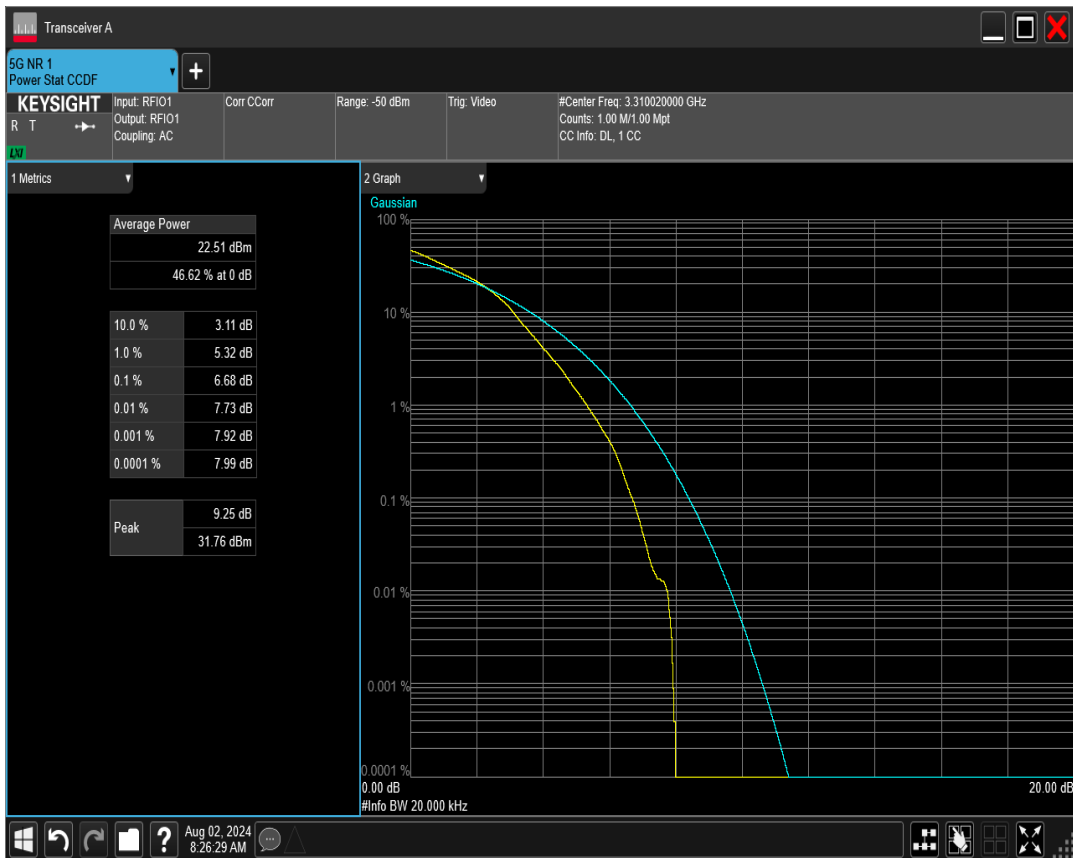 Transceiver A
5G NR 1
Power Stat CCDF
KEYSIGHT
R T
LXI
Input: RFIO1
Output: RFIO1
Coupling: AC
Corr CCorr
Range: -50 dBm
Trig: Video
#Center Freq: 3.310020000 GHz
Counts: 1.00 M/1.00 Mpt
CC Info: DL, 1 CC
1 Metrics
Average Power
22.51 dBm
46.62 % at 0 dB
10.0 % 3.11 dB
1.0 % 5.32 dB
0.1 % 6.68 dB
0.01 % 7.73 dB
0.001 % 7.92 dB
0.0001 % 7.99 dB
Peak
9.25 dB
31.76 dBm
2 Graph
Gaussian
100 %
10 %
1 %
0.1 %
0.01 %
0.001 %
0.0001 %
0.00 dB 20.00 dB
#Info BW 20.000 kHz
?
Aug 02, 2024
8:26:29 AM